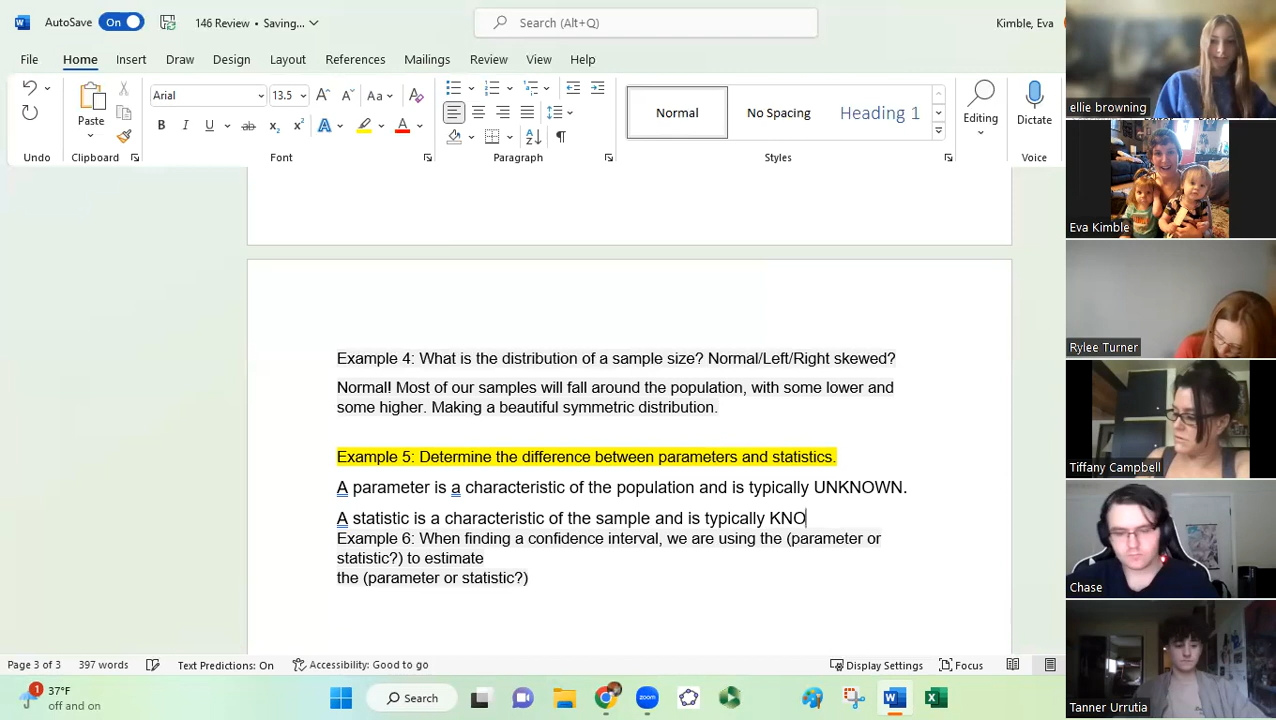 AutoSave On 146 Review • Saving... Search (Alt+Q) Kimble, Eva
File Home Insert Draw Design Layout References Mailings Review View Help
Arial 13.5 Aa Normal No Spacing Heading 1
Paste Editing Dictate
B I U ab x₂ x² A A
Undo Clipboard Font Paragraph Styles Voice
Example 4: What is the distribution of a sample size? Normal/Left/Right skewed?
Normal! Most of our samples will fall around the population, with some lower and
some higher. Making a beautiful symmetric distribution.
Example 5: Determine the difference between parameters and statistics.
A parameter is a characteristic of the population and is typically UNKNOWN.
A statistic is a characteristic of the sample and is typically KNO
Example 6: When finding a confidence interval, we are using the (parameter or
statistic?) to estimate
the (parameter or statistic?)
Page 3 of 3 397 words Text Predictions: On Accessibility: Good to go Display Settings Focus
1 37°F
off and on
Search
zoom
ellie browning
Eva Kimble
Rylee Turner
Tiffany Campbell
Chase
Tanner Urrutia